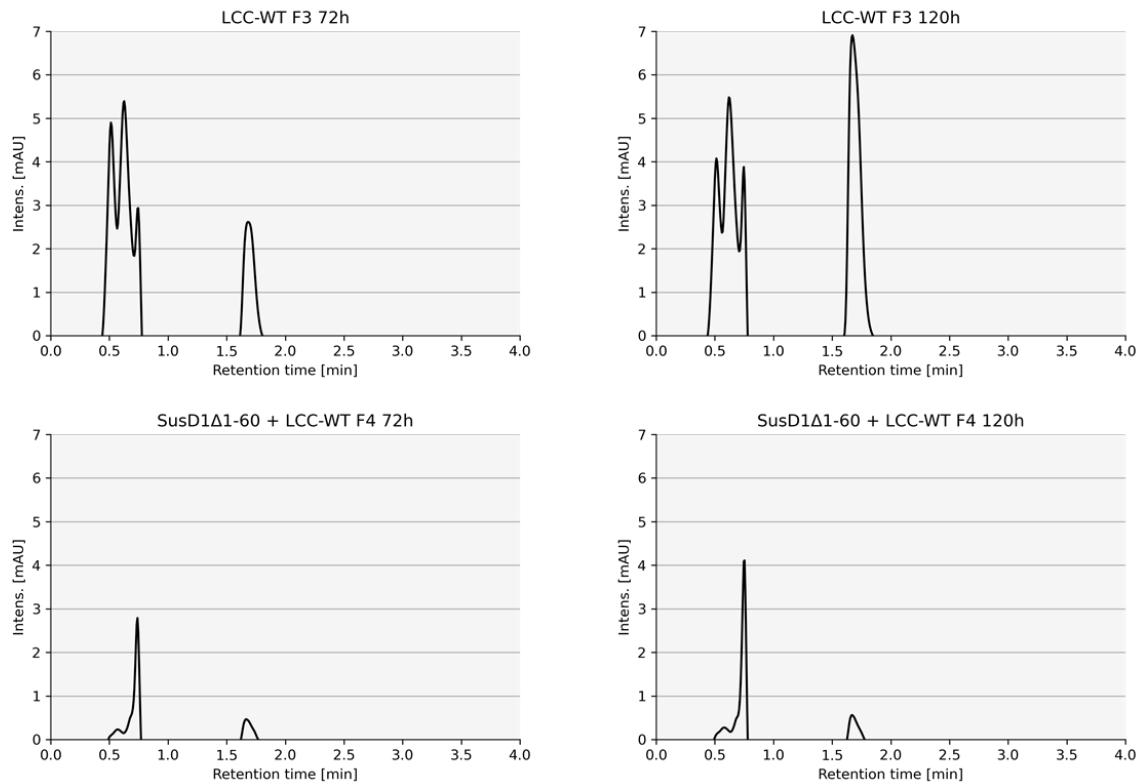 LCC-WT F3 72h
7
6
5
4
3
2
1
0
Intens. [mAU]
0.0 0.5 1.0 1.5 2.0 2.5 3.0 3.5 4.0
Retention time [min]
LCC-WT F3 120h
7
6
5
4
3
2
1
0
Intens. [mAU]
0.0 0.5 1.0 1.5 2.0 2.5 3.0 3.5 4.0
Retention time [min]
SusD1Δ1-60 + LCC-WT F4 72h
7
6
5
4
3
2
1
0
Intens. [mAU]
0.0 0.5 1.0 1.5 2.0 2.5 3.0 3.5 4.0
Retention time [min]
SusD1Δ1-60 + LCC-WT F4 120h
7
6
5
4
3
2
1
0
Intens. [mAU]
0.0 0.5 1.0 1.5 2.0 2.5 3.0 3.5 4.0
Retention time [min]